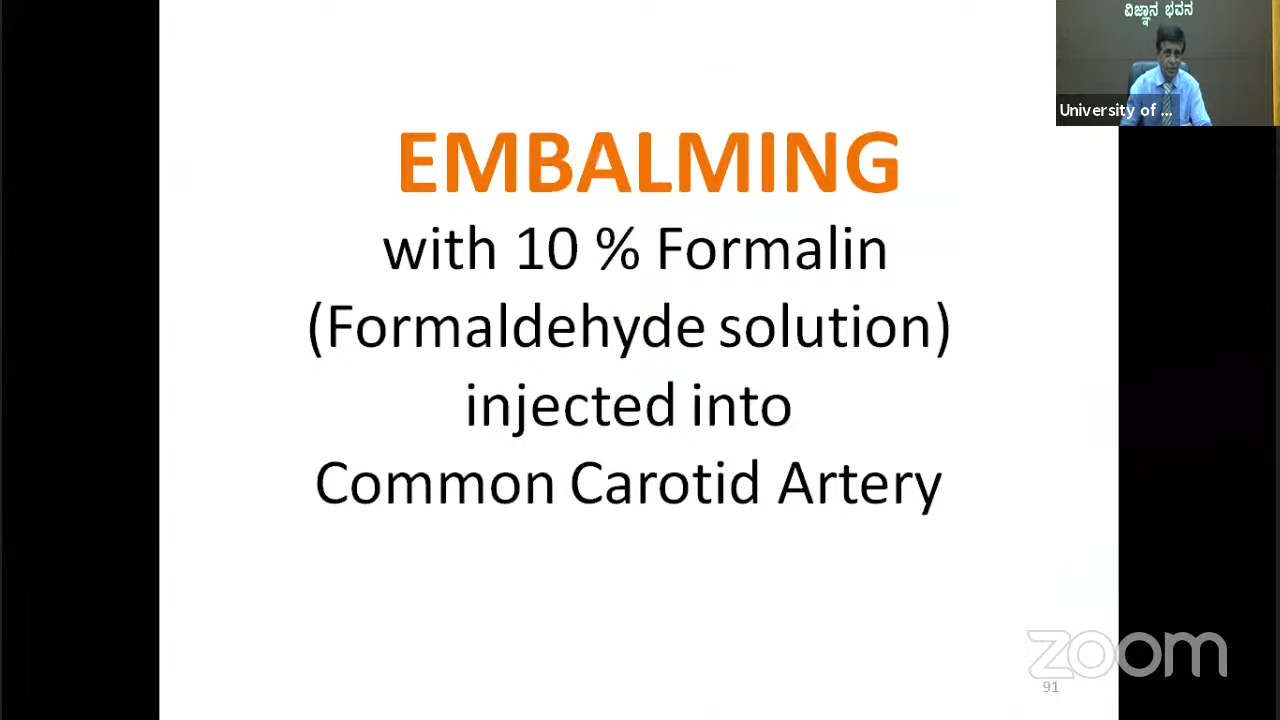 ವಿಜ್ಞಾನ ಭವನ
University of ...
EMBALMING
with 10 % Formalin
(Formaldehyde solution)
injected into
Common Carotid Artery
zoom
91